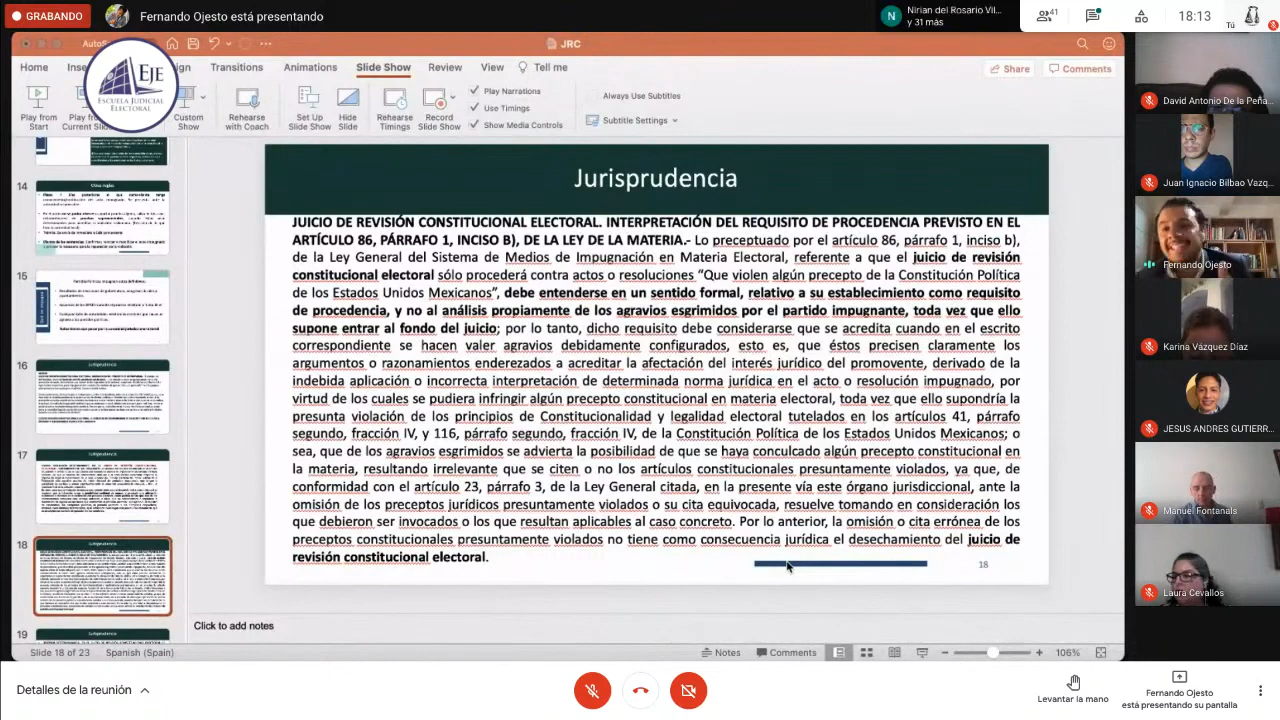 GRABANDO
Fernando Ojesto está presentando
N
Nirian del Rosario Vil...
y 31 más
41
18:13
Tú
JRC
Home
Transitions
Animations
Slide Show
Review
View
Tell me
Share
Comments
EJE
ESCUELA JUDICIAL
ELECTORAL
Play from
Start
Custom
Show
Rehearse
with Coach
Set Up
Slide Show
Hide
Slide
Rehearse
Timings
Record
Slide Show
Play Narrations
Use Timings
Show Media Controls
Always Use Subtitles
Subtitle Settings
14
15
16
17
18
19
Jurisprudencia
JUICIO DE REVISIÓN CONSTITUCIONAL ELECTORAL. INTERPRETACIÓN DEL REQUISITO DE PROCEDENCIA PREVISTO EN EL
ARTÍCULO 86, PÁRRAFO 1, INCISO B), DE LA LEY DE LA MATERIA.- Lo preceptuado por el artículo 86, párrafo 1, inciso b),
de la Ley General del Sistema de Medios de Impugnación en Materia Electoral, referente a que el juicio de revisión
constitucional electoral sólo procederá contra actos o resoluciones “Que violen algún precepto de la Constitución Política
de los Estados Unidos Mexicanos”, debe entenderse en un sentido formal, relativo a su establecimiento como requisito
de procedencia, y no al análisis propiamente de los agravios esgrimidos por el partido impugnante, toda vez que ello
supone entrar al fondo del juicio; por lo tanto, dicho requisito debe considerarse que se acredita cuando en el escrito
correspondiente se hacen valer agravios debidamente configurados, esto es, que éstos precisen claramente los
argumentos o razonamientos enderezados a acreditar la afectación del interés jurídico del promovente, derivado de la
indebida aplicación o incorrecta interpretación de determinada norma jurídica en el acto o resolución impugnado, por
virtud de los cuales se pudiera infringir algún precepto constitucional en materia electoral, toda vez que ello supondría la
presunta violación de los principios de constitucionalidad y legalidad electoral tutelados en los artículos 41, párrafo
segundo, fracción IV, y 116, párrafo segundo, fracción IV, de la Constitución Política de los Estados Unidos Mexicanos; o
sea, que de los agravios esgrimidos se advierta la posibilidad de que se haya conculcado algún precepto constitucional en
la materia, resultando irrelevante que se citen o no los artículos constitucionales presuntamente violados, ya que, de
conformidad con el artículo 23, párrafo 3, de la Ley General citada, en la presente vía este órgano jurisdiccional, ante la
omisión de los preceptos jurídicos presuntamente violados o su cita equivocada, resuelve tomando en consideración los
que debieron ser invocados o los que resultan aplicables al caso concreto. Por lo anterior, la omisión o cita errónea de los
preceptos constitucionales presuntamente violados no tiene como consecuencia jurídica el desechamiento del juicio de
revisión constitucional electoral.
18
Click to add notes
Slide 18 of 23
Spanish (Spain)
Notes
Comments
106%
David Antonio De la Peña...
Juan Ignacio Bilbao Vazq...
Fernando Ojesto
Karina Vázquez Díaz
JESUS ANDRES GUTIERR...
Manuel Fontanals
Laura Cevallos
Detalles de la reunión
Levantar la mano
Fernando Ojesto
está presentando su pantalla